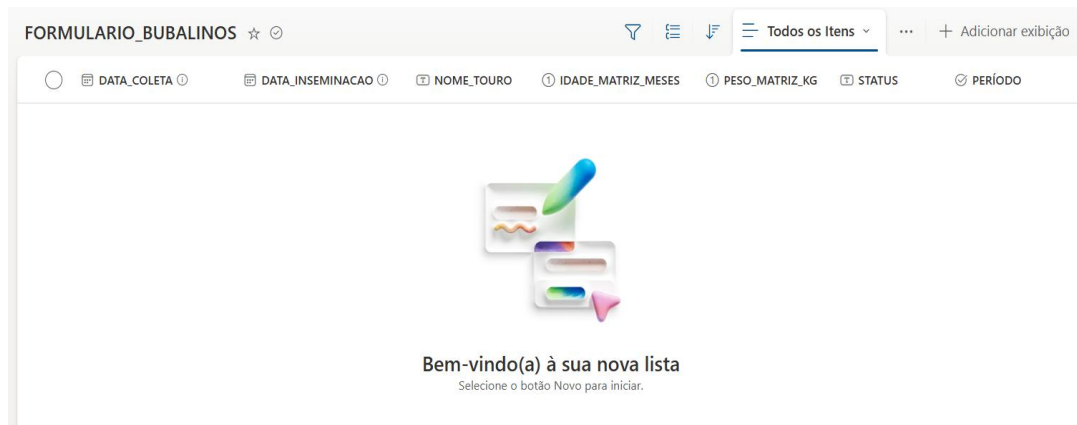 FORMULARIO_BUBALINOS Todos os Itens ... + Adicionar exibição
DATA_COLETA DATA_INSEMINACAO NOME_TOURO IDADE_MATRIZ_MESES PESO_MATRIZ_KG STATUS PERÍODO
Bem-vindo(a) à sua nova lista
Selecione o botão Novo para iniciar.